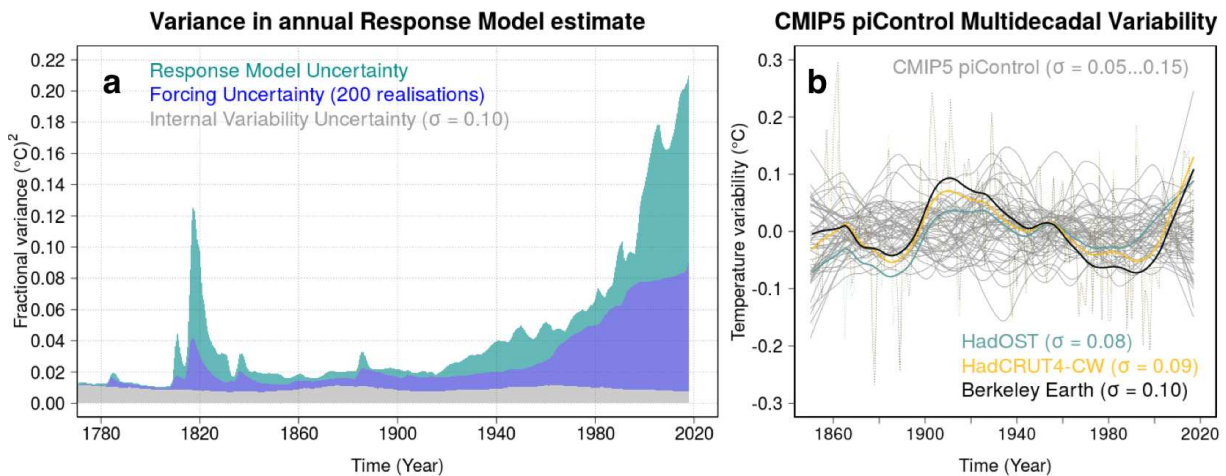 Variance in annual Response Model estimate
a
Response Model Uncertainty
Forcing Uncertainty (200 realisations)
Internal Variability Uncertainty (σ = 0.10)
Fractional variance (°C)²
0.22
0.20
0.18
0.16
0.14
0.12
0.10
0.08
0.06
0.04
0.02
0.00
1780 1820 1860 1900 1940 1980 2020
Time (Year)
CMIP5 piControl Multidecadal Variability
b
CMIP5 piControl (σ = 0.05...0.15)
Temperature variability (°C)
0.3
0.2
0.1
0.0
-0.1
-0.2
-0.3
HadOST (σ = 0.08)
HadCRUT4-CW (σ = 0.09)
Berkeley Earth (σ = 0.10)
1860 1900 1940 1980 2020
Time (Year)